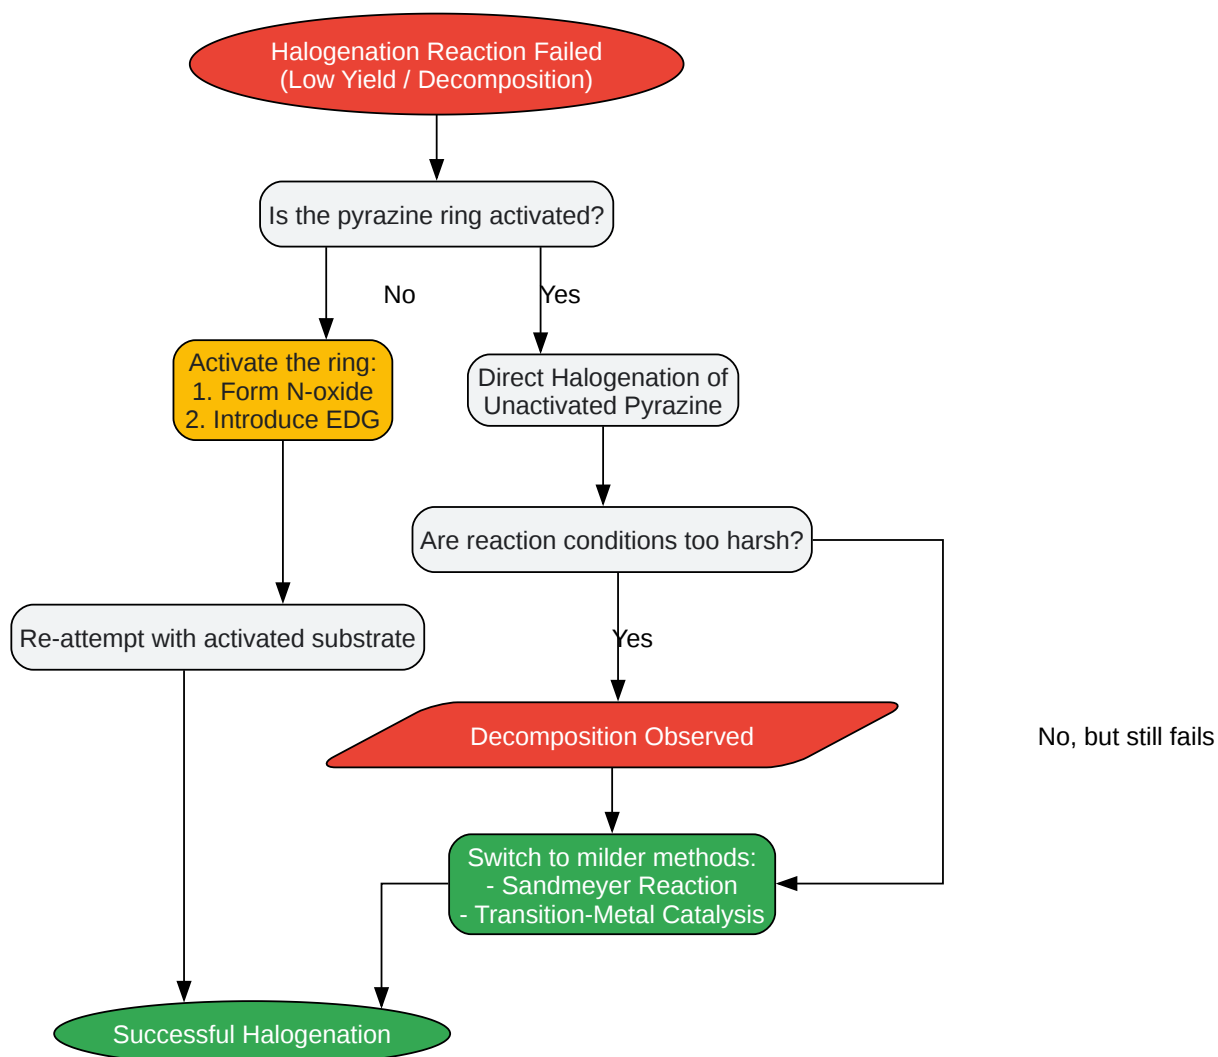 Halogenation Reaction Failed
(Low Yield / Decomposition)
Is the pyrazine ring activated?
No
Yes
Activate the ring:
1. Form N-oxide
2. Introduce EDG
Direct Halogenation of
Unactivated Pyrazine
Are reaction conditions too harsh?
Re-attempt with activated substrate
Yes
Decomposition Observed
No, but still fails
Switch to milder methods:
- Sandmeyer Reaction
- Transition-Metal Catalysis
Successful Halogenation